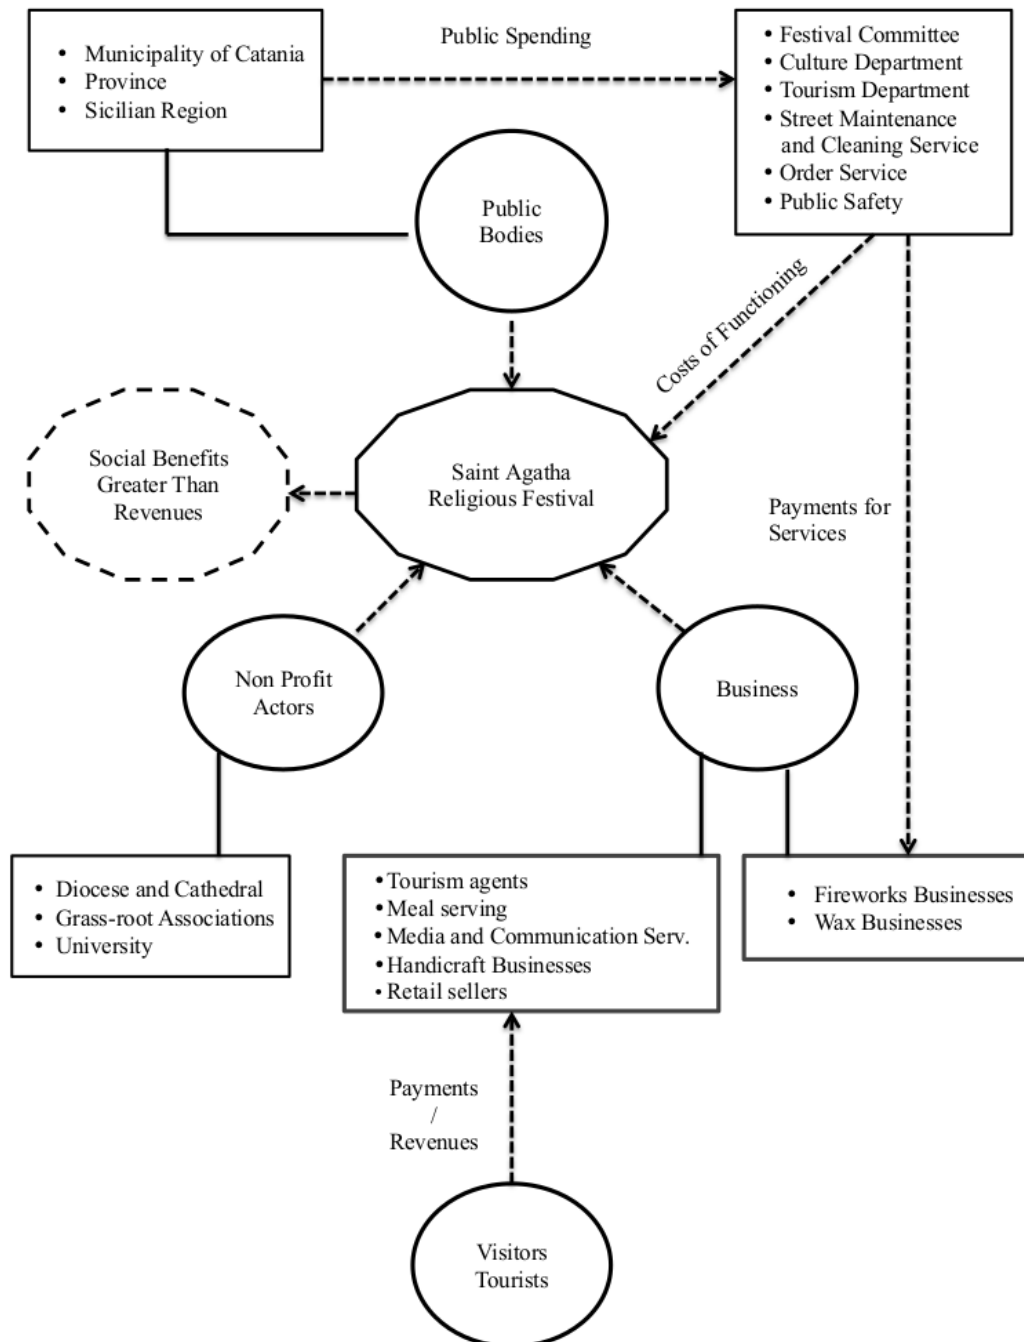 • Municipality of Catania
• Province
• Sicilian Region
Public Spending
• Festival Committee
• Culture Department
• Tourism Department
• Street Maintenance
and Cleaning Service
• Order Service
• Public Safety
Public
Bodies
Costs of Functioning
Social Benefits
Greater Than
Revenues
Saint Agatha
Religious Festival
Payments for
Services
Non Profit
Actors
Business
• Diocese and Cathedral
• Grass-root Associations
• University
• Tourism agents
• Meal serving
• Media and Communication Serv.
• Handicraft Businesses
• Retail sellers
• Fireworks Businesses
• Wax Businesses
Payments
/
Revenues
Visitors
Tourists